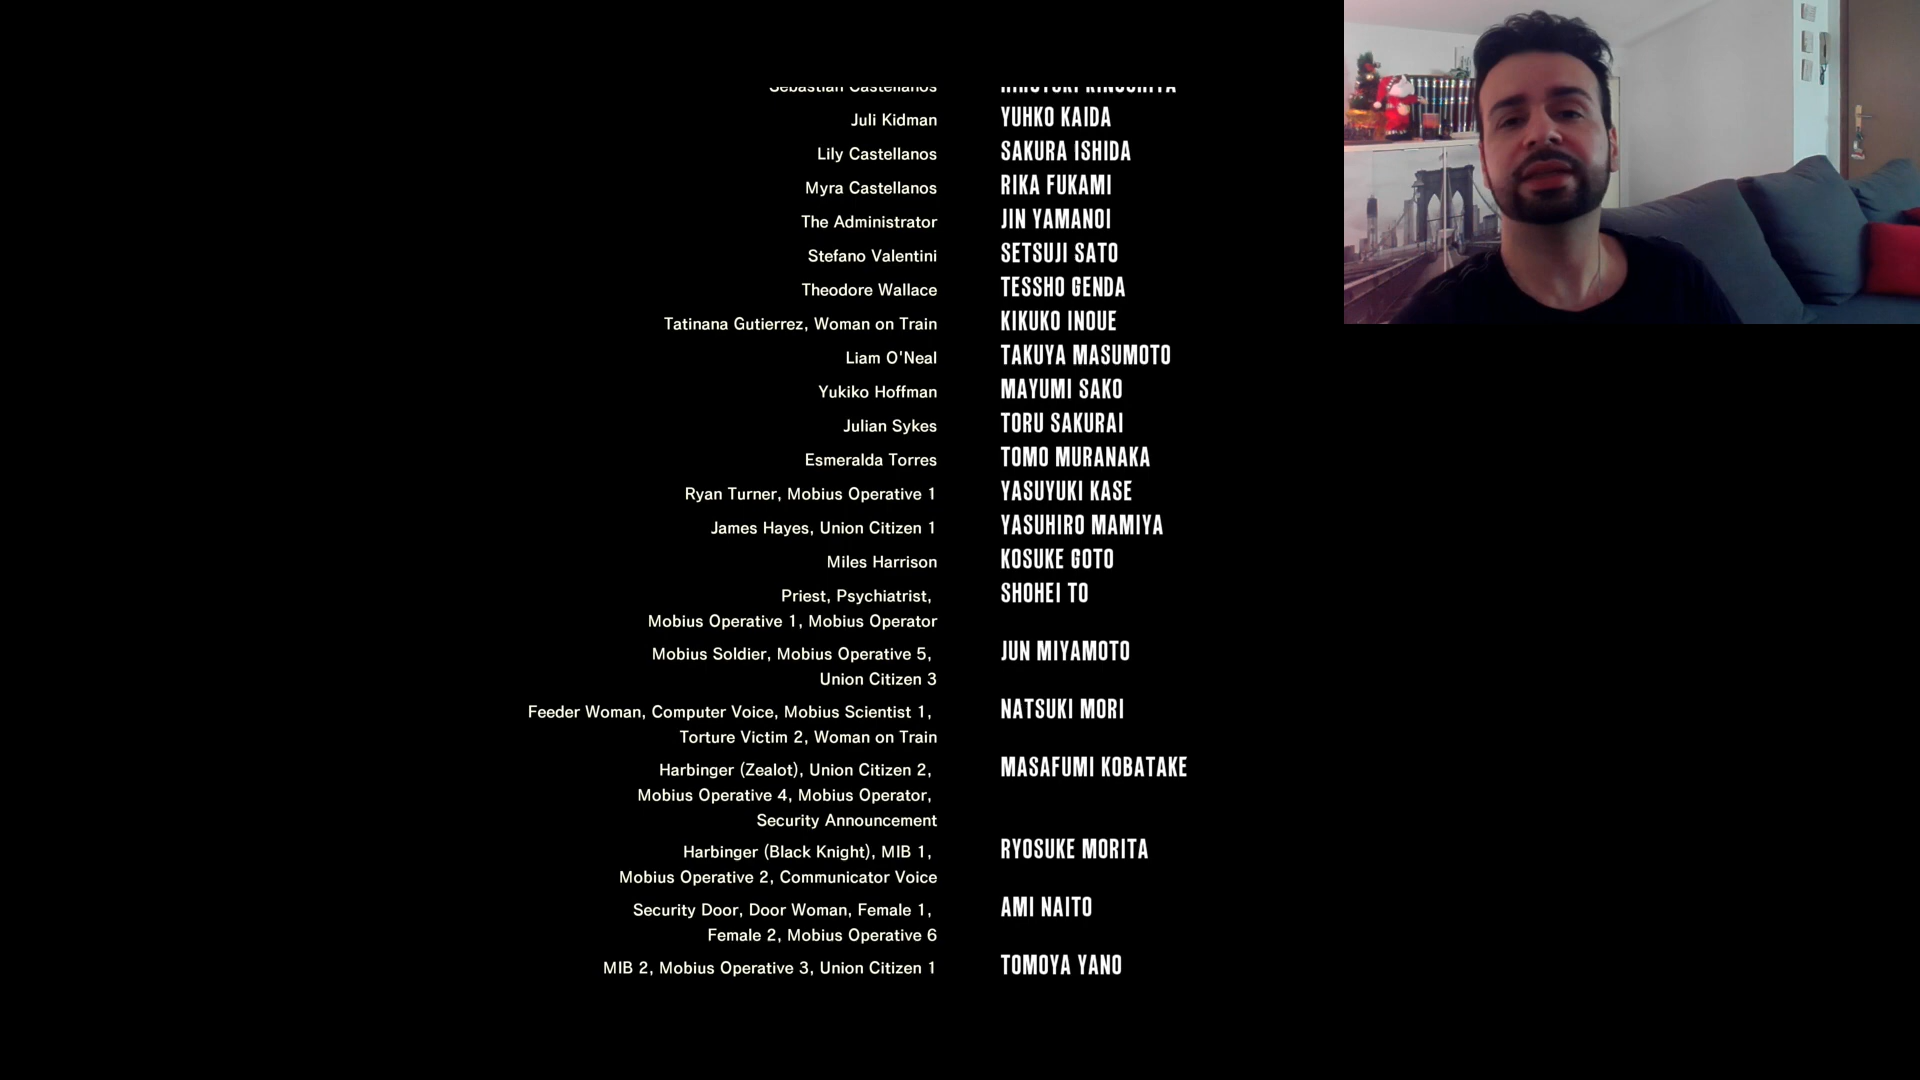 Sebastian Castellanos
Juli Kidman YUHKO KAIDA
Lily Castellanos SAKURA ISHIDA
Myra Castellanos RIKA FUKAMI
The Administrator JIN YAMANOI
Stefano Valentini SETSUJI SATO
Theodore Wallace TESSHO GENDA
Tatinana Gutierrez, Woman on Train KIKUKO INOUE
Liam O'Neal TAKUYA MASUMOTO
Yukiko Hoffman MAYUMI SAKO
Julian Sykes TORU SAKURAI
Esmeralda Torres TOMO MURANAKA
Ryan Turner, Mobius Operative 1 YASUYUKI KASE
James Hayes, Union Citizen 1 YASUHIRO MAMIYA
Miles Harrison KOSUKE GOTO
Priest, Psychiatrist, SHOHEI TO
Mobius Operative 1, Mobius Operator
Mobius Soldier, Mobius Operative 5, JUN MIYAMOTO
Union Citizen 3
Feeder Woman, Computer Voice, Mobius Scientist 1, NATSUKI MORI
Torture Victim 2, Woman on Train
Harbinger (Zealot), Union Citizen 2, MASAFUMI KOBATAKE
Mobius Operative 4, Mobius Operator,
Security Announcement
Harbinger (Black Knight), MIB 1, RYOSUKE MORITA
Mobius Operative 2, Communicator Voice
Security Door, Door Woman, Female 1, AMI NAITO
Female 2, Mobius Operative 6
MIB 2, Mobius Operative 3, Union Citizen 1 TOMOYA YANO